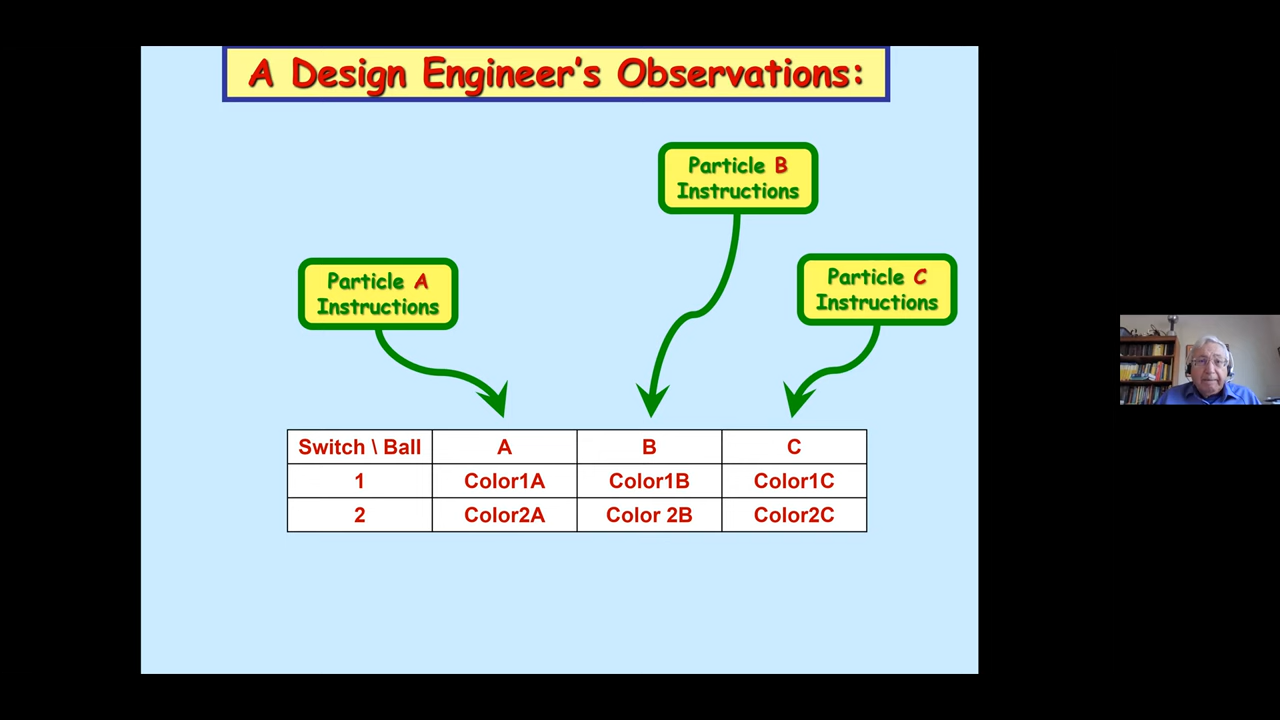 A Design Engineer's Observations:
Particle B
Instructions
Particle A
Instructions
Particle C
Instructions
Switch \ Ball A B C
1 Color1A Color1B Color1C
2 Color2A Color 2B Color2C